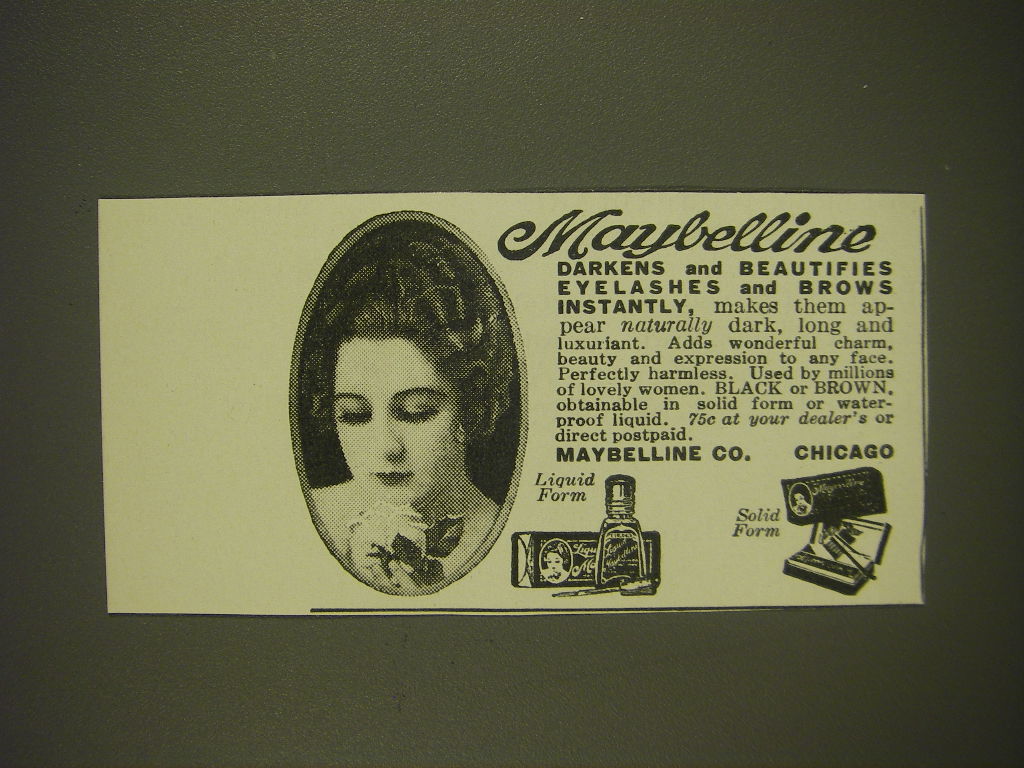 Maybelline
DARKENS and BEAUTIFIES
EYELASHES and BROWS
INSTANTLY, makes them ap-
pear naturally dark, long and
luxuriant. Adds wonderful charm,
beauty and expression to any face.
Perfectly harmless. Used by millions
of lovely women. BLACK or BROWN,
obtainable in solid form or water-
proof liquid. 75c at your dealer's or
direct postpaid.
MAYBELLINE CO. CHICAGO
Liquid
Form
Solid
Form
Maybelline